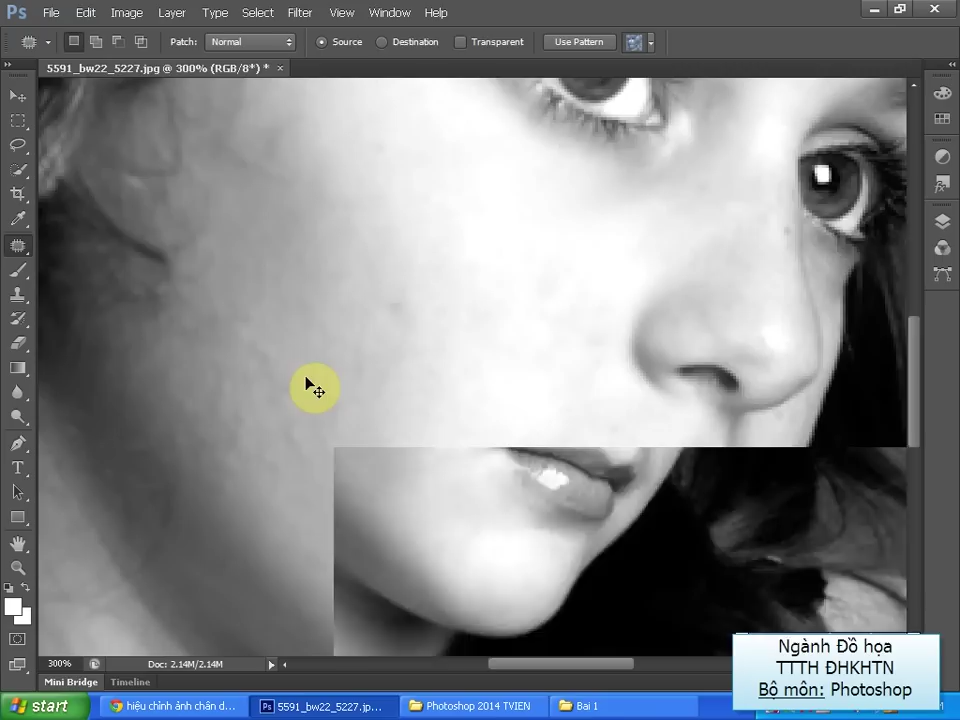 Ps File Edit Image Layer Type Select Filter View Window Help
Patch: Normal Source Destination Transparent Use Pattern
5591_bw22_5227.jpg @ 300% (RGB/8*) * ×
300% Doc: 2.14M/2.14M
Mini Bridge Timeline
Ngành Đồ họa
TTTH ĐHKHTN
Bộ môn: Photoshop
start hiệu chỉnh ảnh chân d... Ps 5591_bw22_5227.jp... Photoshop 2014 TVIEN Bai 1